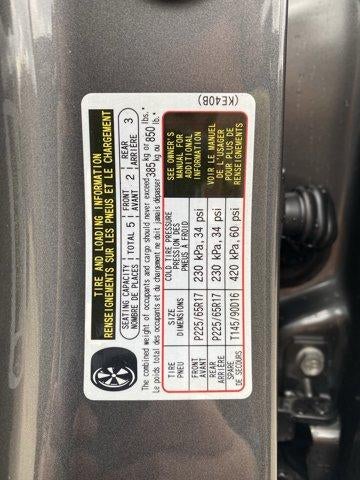 TIRE AND LOADING INFORMATION
RENSEIGNEMENTS SUR LES PNEUS ET LE CHARGEMENT
SEATING CAPACITY TOTAL 5 FRONT 2 REAR 3
NOMBRE DE PLACES AVANT ARRIÈRE
The combined weight of occupants and cargo should never exceed 385 kg or 850 lbs.
Le poids total des occupants et du chargement ne doit jamais dépasser 385 kg ou 850 lb.
TIRE SIZE COLD TIRE PRESSURE
PNEU DIMENSIONS PRESSION DES PNEUS À FROID
FRONT P225/65R17 230 kPa, 34 psi
AVANT
REAR P225/65R17 230 kPa, 34 psi
ARRIÈRE
SPARE T145/90D16 420 kPa, 60 psi
DE SECOURS
SEE OWNER'S
MANUAL FOR
ADDITIONAL
INFORMATION
VOIR LE MANUEL
DE L'USAGER
POUR PLUS DE
RENSEIGNEMENTS
(KE40B)